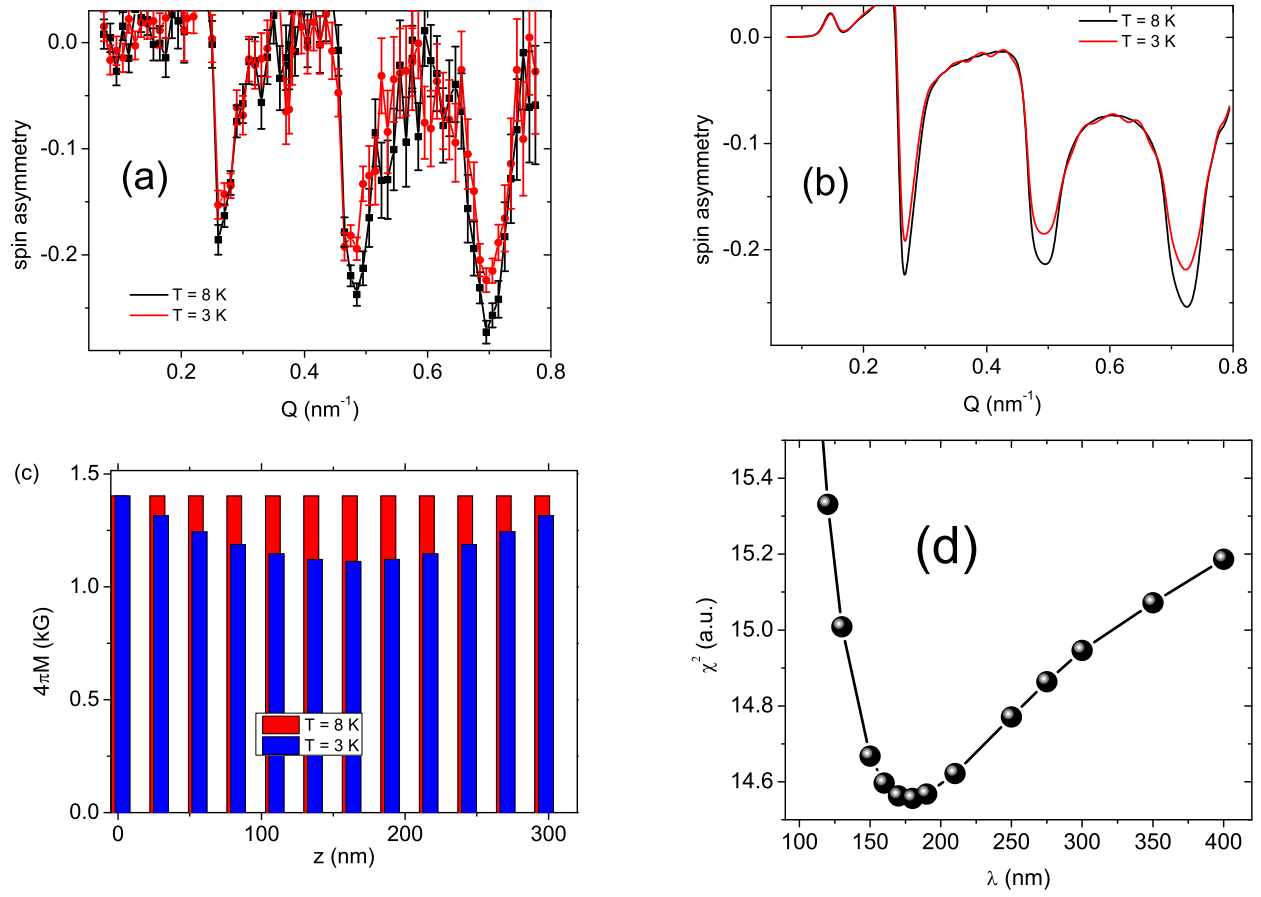 0.0
-0.1
-0.2
spin asymmetry
(a)
T = 8 K
T = 3 K
0.2
0.4
0.6
0.8
Q (nm⁻¹)
0.0
-0.1
-0.2
spin asymmetry
(b)
T = 8 K
T = 3 K
0.2
0.4
0.6
0.8
Q (nm⁻¹)
(c)
1.5
1.0
0.5
0.0
4πM (kG)
T = 8 K
T = 3 K
0
100
200
300
z (nm)
15.4
15.2
15.0
14.8
14.6
χ² (a.u.)
(d)
100
150
200
250
300
350
400
λ (nm)